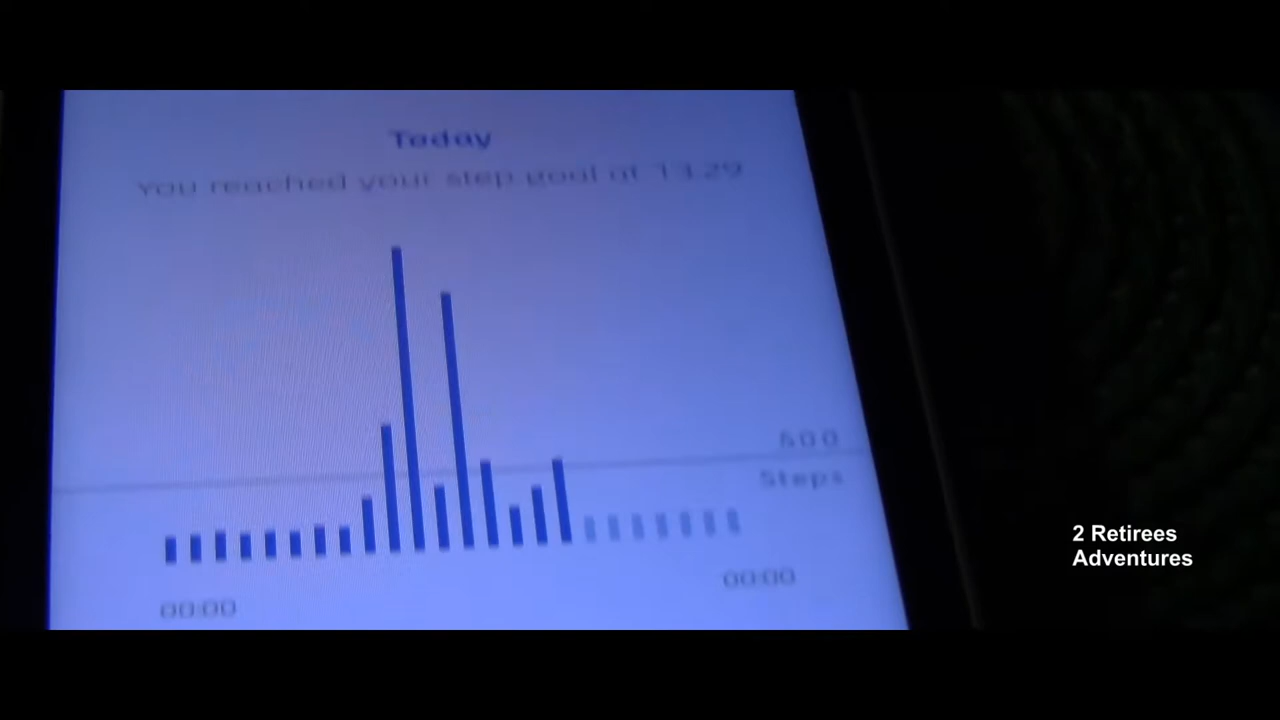 Today
You reached your step goal at 13:29
500
Steps
00:00
00:00
2 Retirees
Adventures